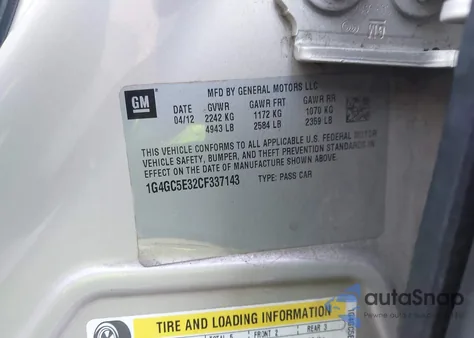 GM
MFD BY GENERAL MOTORS LLC
DATE GVWR GAWR FRT GAWR RR
04/12 2242 KG 1172 KG 1070 KG
4943 LB 2584 LB 2359 LB
THIS VEHICLE CONFORMS TO ALL APPLICABLE U.S. FEDERAL MOTOR
VEHICLE SAFETY, BUMPER, AND THEFT PREVENTION STANDARDS IN
EFFECT ON THE DATE OF MANUFACTURE SHOWN ABOVE.
1G4GC5E32CF337143 TYPE: PASS CAR
autoSnap
TIRE AND LOADING INFORMATION
FRONT 2 REAR 3